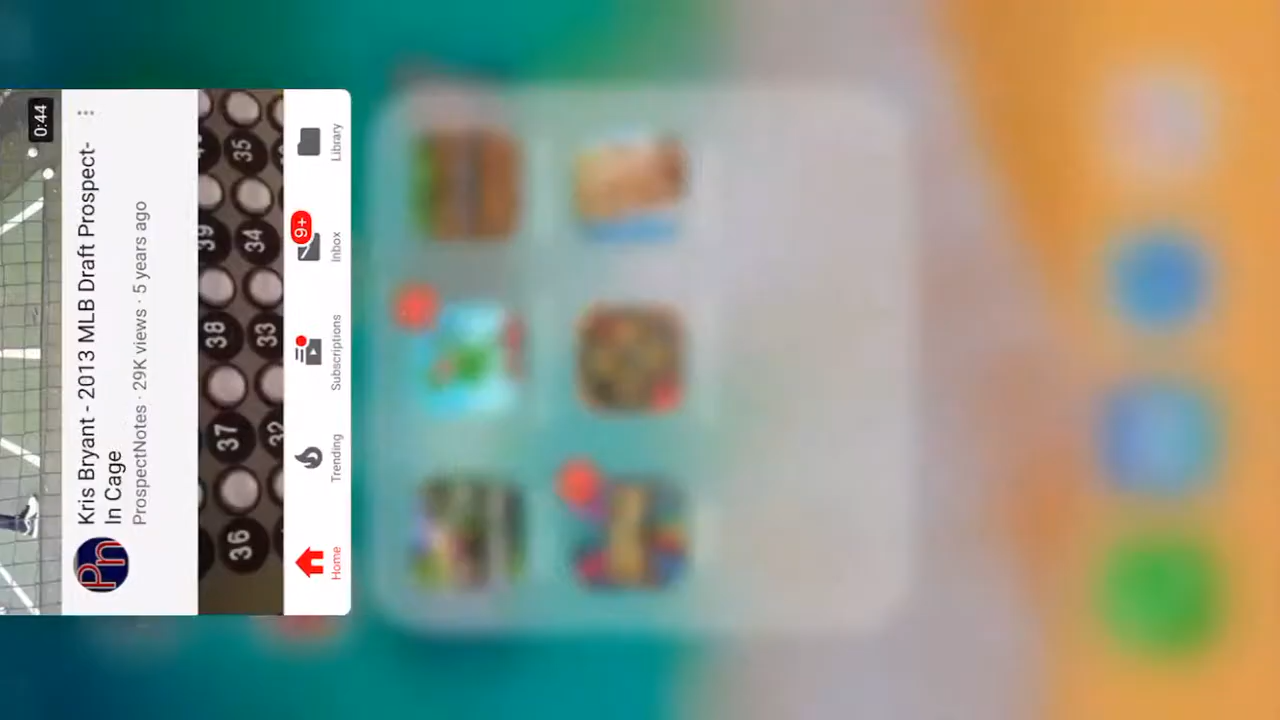 0:44
Kris Bryant - 2013 MLB Draft Prospect-
In Cage
ProspectNotes · 29K views · 5 years ago
Pn
39
35
34
38
33
37
32
36
Home
Trending
Subscriptions
9+
Inbox
Library